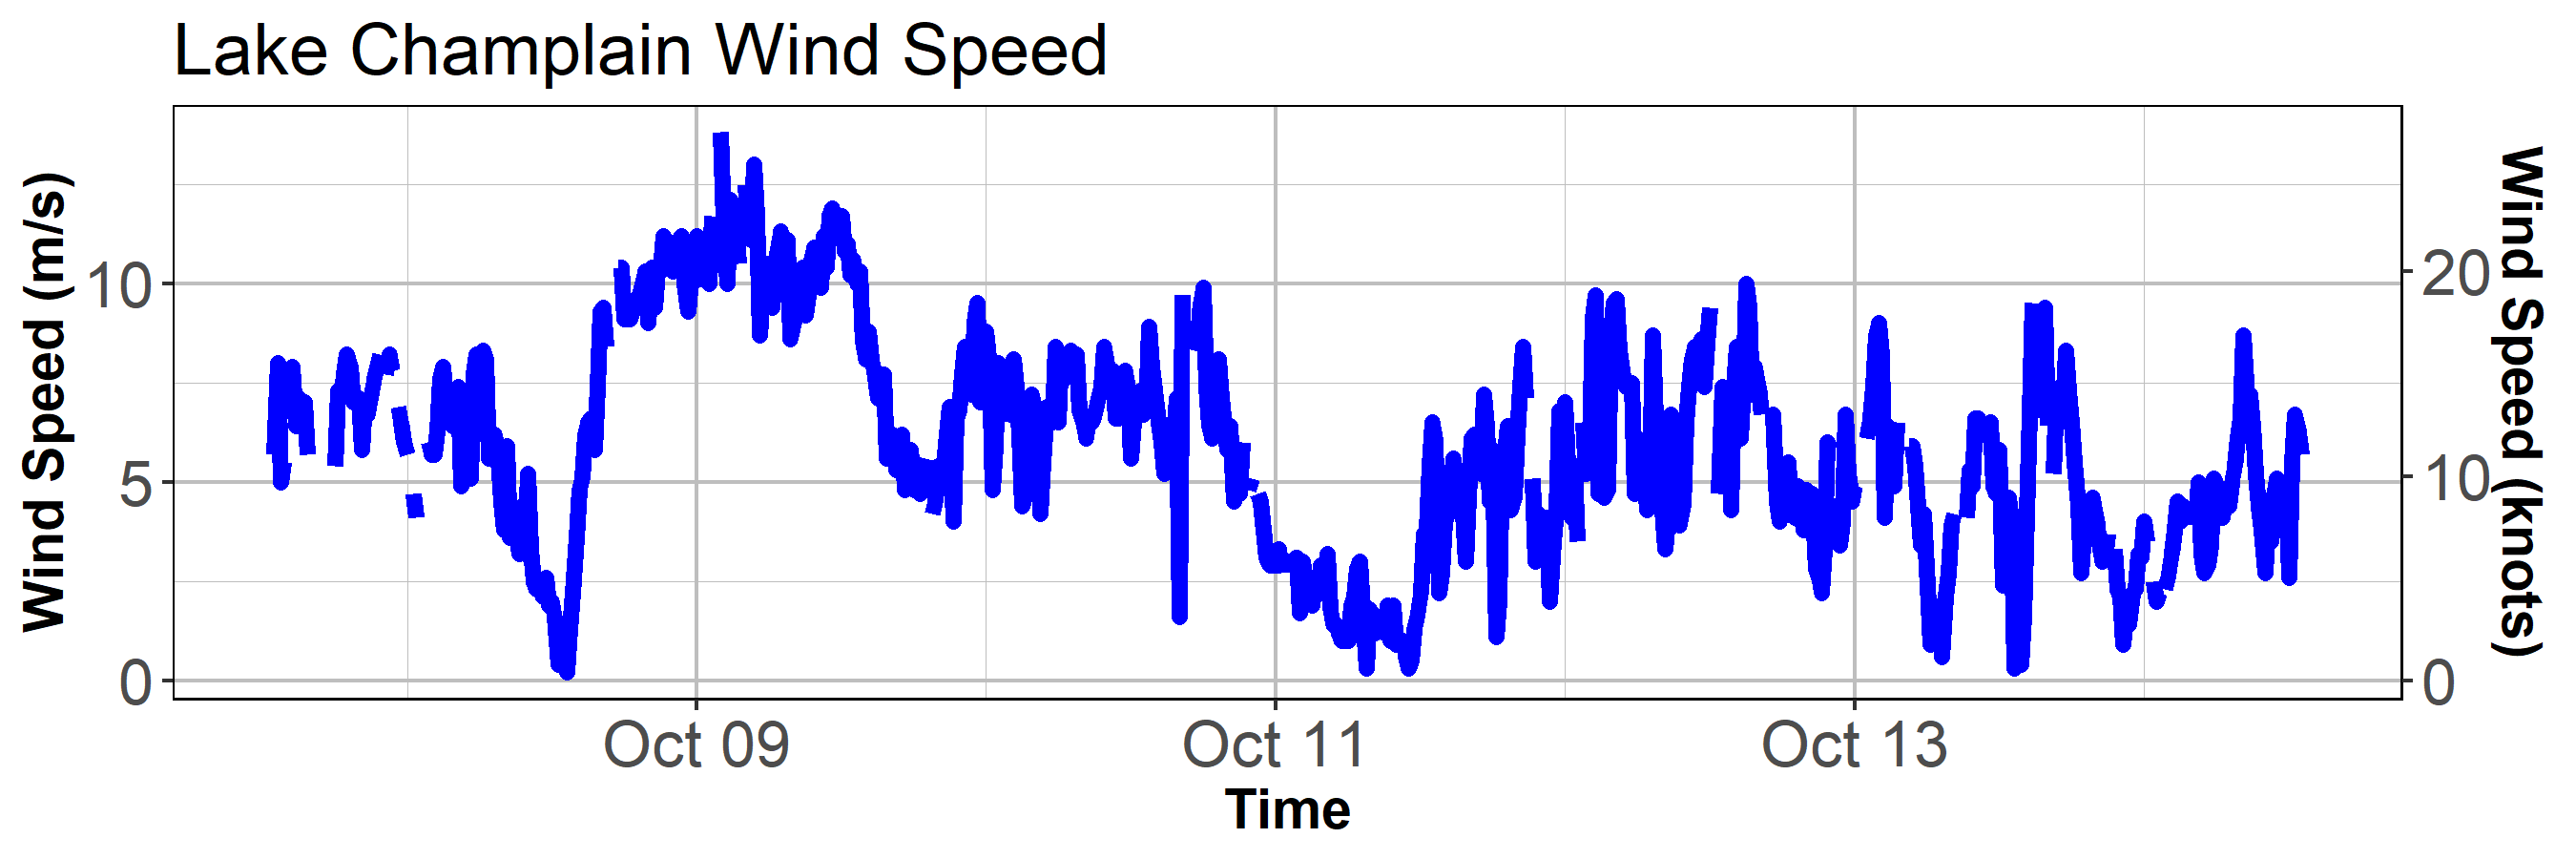 Lake Champlain Wind Speed
Wind Speed (m/s)
10
5
0
20
10
0
Wind Speed (knots)
Oct 09
Oct 11
Oct 13
Time